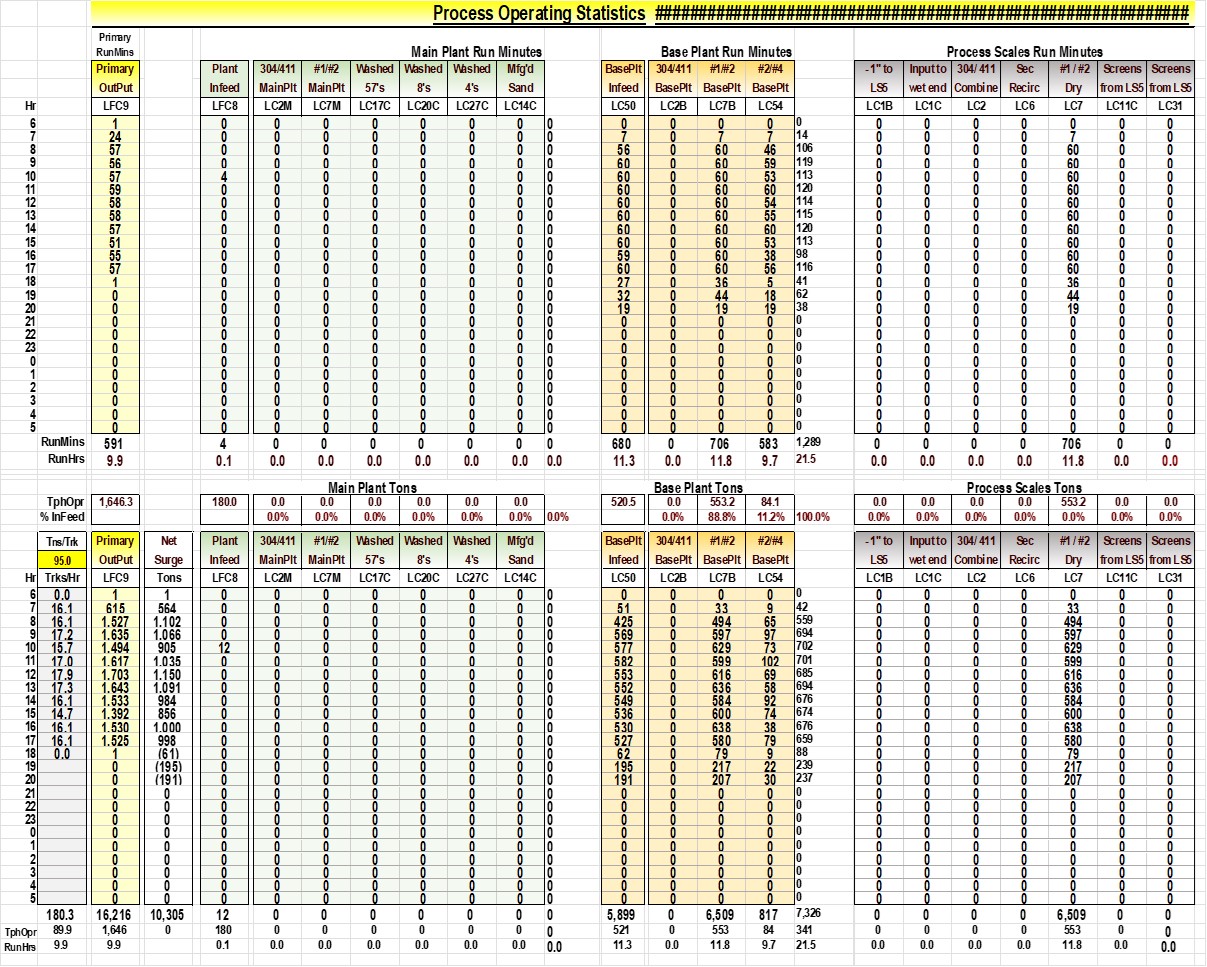 Process Operating Statistics ##############################################################
Primary
RunMins Main Plant Run Minutes Base Plant Run Minutes Process Scales Run Minutes
Primary Plant 304/411 #1/#2 Washed Washed Washed Mfg'd BasePlt 304/411 #1/#2 #2/#4 -1" to Input to 304/ 411 Sec #1 / #2 Screens Screens
OutPut Infeed MainPlt MainPlt 57's 8's 4's Sand Infeed BasePlt BasePlt BasePlt LS5 wet end Combine Recirc Dry from LS5 from LS5
Hr LFC9 LFC8 LC2M LC7M LC17C LC20C LC27C LC14C LC50 LC2B LC7B LC54 LC1B LC1C LC2 LC6 LC7 LC11C LC31
6 1 0 0 0 0 0 0 0 0 0 0 0 0 0 0 0 0 0 0 0 0
7 24 0 0 0 0 0 0 0 0 7 0 7 7 14 0 0 0 0 7 0 0
8 57 0 0 0 0 0 0 0 0 56 0 60 46 106 0 0 0 0 60 0 0
9 56 0 0 0 0 0 0 0 0 60 0 60 59 119 0 0 0 0 60 0 0
10 57 4 0 0 0 0 0 0 0 60 0 60 53 113 0 0 0 0 60 0 0
11 59 0 0 0 0 0 0 0 0 60 0 60 60 120 0 0 0 0 60 0 0
12 58 0 0 0 0 0 0 0 0 60 0 60 54 114 0 0 0 0 60 0 0
13 58 0 0 0 0 0 0 0 0 60 0 60 55 115 0 0 0 0 60 0 0
14 57 0 0 0 0 0 0 0 0 60 0 60 60 120 0 0 0 0 60 0 0
15 51 0 0 0 0 0 0 0 0 60 0 60 53 113 0 0 0 0 60 0 0
16 55 0 0 0 0 0 0 0 0 59 0 60 38 98 0 0 0 0 60 0 0
17 57 0 0 0 0 0 0 0 0 60 0 60 56 116 0 0 0 0 60 0 0
18 1 0 0 0 0 0 0 0 0 27 0 36 5 41 0 0 0 0 36 0 0
19 0 0 0 0 0 0 0 0 0 32 0 44 18 62 0 0 0 0 44 0 0
20 0 0 0 0 0 0 0 0 0 19 0 19 19 38 0 0 0 0 19 0 0
21 0 0 0 0 0 0 0 0 0 0 0 0 0 0 0 0 0 0 0 0 0
22 0 0 0 0 0 0 0 0 0 0 0 0 0 0 0 0 0 0 0 0 0
23 0 0 0 0 0 0 0 0 0 0 0 0 0 0 0 0 0 0 0 0 0
0 0 0 0 0 0 0 0 0 0 0 0 0 0 0 0 0 0 0 0 0 0
1 0 0 0 0 0 0 0 0 0 0 0 0 0 0 0 0 0 0 0 0 0
2 0 0 0 0 0 0 0 0 0 0 0 0 0 0 0 0 0 0 0 0 0
3 0 0 0 0 0 0 0 0 0 0 0 0 0 0 0 0 0 0 0 0 0
4 0 0 0 0 0 0 0 0 0 0 0 0 0 0 0 0 0 0 0 0 0
5 0 0 0 0 0 0 0 0 0 0 0 0 0 0 0 0 0 0 0 0 0
RunMins 591 4 0 0 0 0 0 0 0 680 0 706 583 1,289 0 0 0 0 706 0 0
RunHrs 9.9 0.1 0.0 0.0 0.0 0.0 0.0 0.0 0.0 11.3 0.0 11.8 9.7 21.5 0.0 0.0 0.0 0.0 11.8 0.0 0.0
Main Plant Tons Base Plant Tons Process Scales Tons
TphOpr 1,646.3 180.0 0.0 0.0 0.0 0.0 0.0 0.0 520.5 0.0 553.2 84.1 0.0 0.0 0.0 0.0 553.2 0.0 0.0
% InFeed 0.0% 0.0% 0.0% 0.0% 0.0% 0.0% 0.0% 0.0% 88.8% 11.2% 100.0% 0.0% 0.0% 0.0% 0.0% 0.0% 0.0% 0.0%
Tns/Trk Primary Net Plant 304/411 #1/#2 Washed Washed Washed Mfg'd BasePlt 304/411 #1/#2 #2/#4 -1" to Input to 304/ 411 Sec #1 / #2 Screens Screens
95.0 OutPut Surge Infeed MainPlt MainPlt 57's 8's 4's Sand Infeed BasePlt BasePlt BasePlt LS5 wet end Combine Recirc Dry from LS5 from LS5
Hr Trks/Hr LFC9 Tons LFC8 LC2M LC7M LC17C LC20C LC27C LC14C LC50 LC2B LC7B LC54 LC1B LC1C LC2 LC6 LC7 LC11C LC31
6 0.0 1 1 0 0 0 0 0 0 0 0 0 0 0 0 0 0 0 0 0 0 0 0
7 16.1 615 564 0 0 0 0 0 0 0 0 51 0 33 9 42 0 0 0 0 33 0 0
8 16.1 1,527 1,102 0 0 0 0 0 0 0 0 425 0 494 65 559 0 0 0 0 494 0 0
9 17.2 1,635 1,066 0 0 0 0 0 0 0 0 569 0 597 97 694 0 0 0 0 597 0 0
10 15.7 1,494 905 12 0 0 0 0 0 0 0 577 0 629 73 702 0 0 0 0 629 0 0
11 17.0 1,617 1,035 0 0 0 0 0 0 0 0 582 0 599 102 701 0 0 0 0 599 0 0
12 17.9 1,703 1,150 0 0 0 0 0 0 0 0 553 0 616 69 685 0 0 0 0 616 0 0
13 17.3 1,643 1,091 0 0 0 0 0 0 0 0 552 0 636 58 694 0 0 0 0 636 0 0
14 16.1 1,533 984 0 0 0 0 0 0 0 0 549 0 584 92 676 0 0 0 0 584 0 0
15 14.7 1,392 856 0 0 0 0 0 0 0 0 536 0 600 74 674 0 0 0 0 600 0 0
16 16.1 1,530 1,000 0 0 0 0 0 0 0 0 530 0 638 38 676 0 0 0 0 638 0 0
17 16.1 1,525 998 0 0 0 0 0 0 0 0 527 0 580 79 659 0 0 0 0 580 0 0
18 0.0 1 (61) 0 0 0 0 0 0 0 0 62 0 79 9 88 0 0 0 0 79 0 0
19 0 (195) 0 0 0 0 0 0 0 0 195 0 217 22 239 0 0 0 0 217 0 0
20 0 (191) 0 0 0 0 0 0 0 0 191 0 207 30 237 0 0 0 0 207 0 0
21 0 0 0 0 0 0 0 0 0 0 0 0 0 0 0 0 0 0 0 0 0 0
22 0 0 0 0 0 0 0 0 0 0 0 0 0 0 0 0 0 0 0 0 0 0
23 0 0 0 0 0 0 0 0 0 0 0 0 0 0 0 0 0 0 0 0 0 0
0 0 0 0 0 0 0 0 0 0 0 0 0 0 0 0 0 0 0 0 0 0 0
1 0 0 0 0 0 0 0 0 0 0 0 0 0 0 0 0 0 0 0 0 0 0
2 0 0 0 0 0 0 0 0 0 0 0 0 0 0 0 0 0 0 0 0 0 0
3 0 0 0 0 0 0 0 0 0 0 0 0 0 0 0 0 0 0 0 0 0 0
4 0 0 0 0 0 0 0 0 0 0 0 0 0 0 0 0 0 0 0 0 0 0
5 0 0 0 0 0 0 0 0 0 0 0 0 0 0 0 0 0 0 0 0 0 0
180.3 16,216 10,305 12 0 0 0 0 0 0 0 5,899 0 6,509 817 7,326 0 0 0 0 6,509 0 0
TphOpr 89.9 1,646 0 180 0 0 0 0 0 0 0 521 0 553 84 341 0 0 0 0 553 0 0
RunHrs 9.9 9.9 0.1 0.0 0.0 0.0 0.0 0.0 0.0 0.0 11.3 0.0 11.8 9.7 21.5 0.0 0.0 0.0 0.0 11.8 0.0 0.0